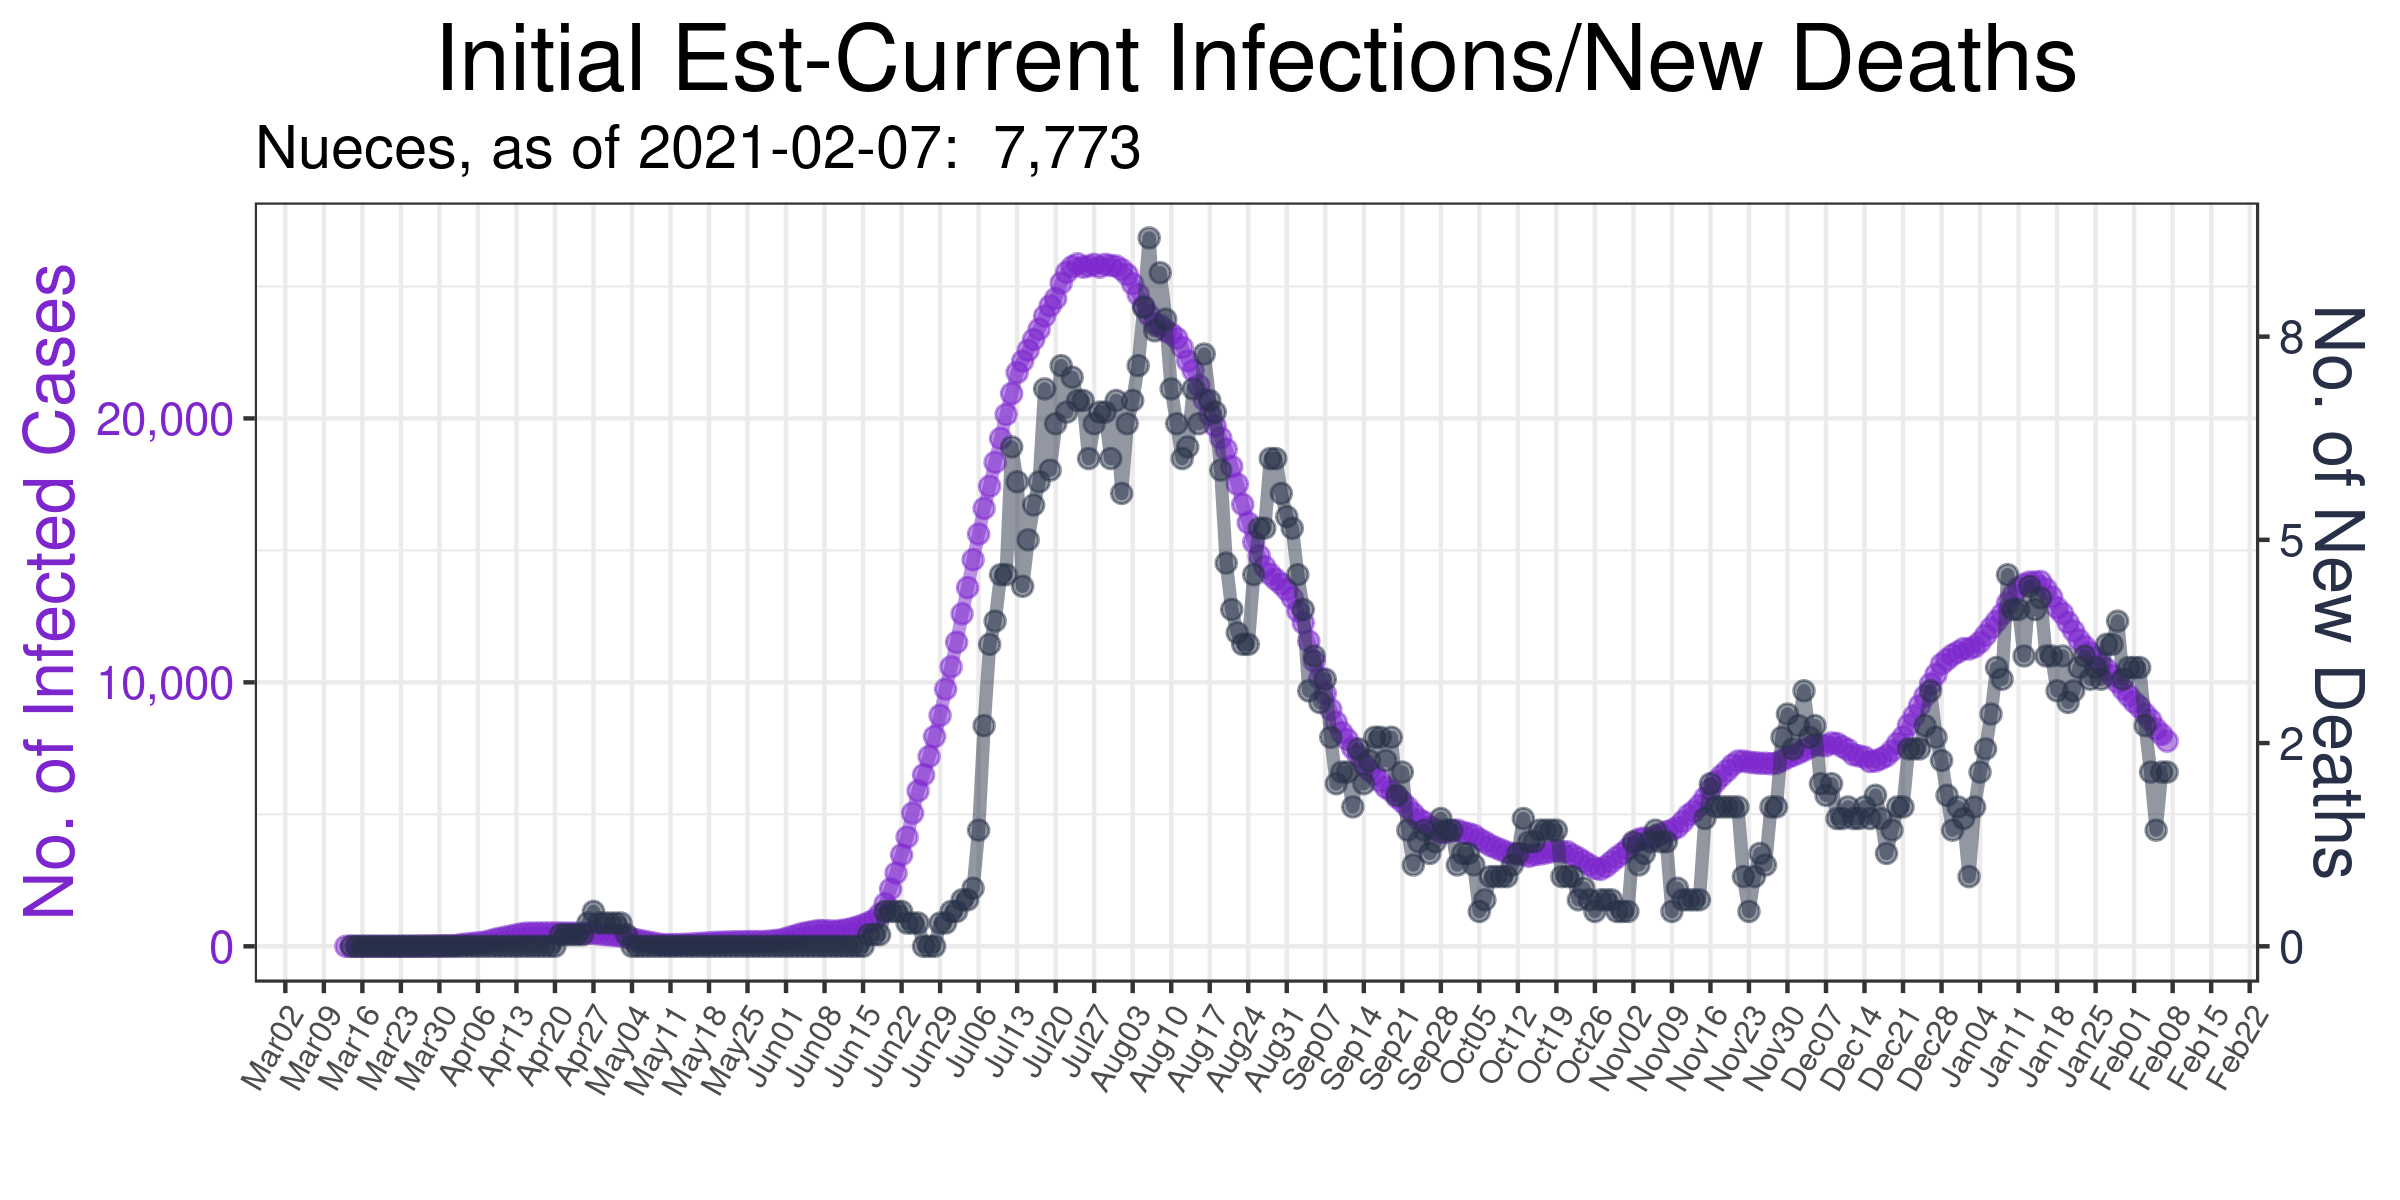 Initial Est-Current Infections/New Deaths
Nueces, as of 2021-02-07:  7,773
No. of Infected Cases
20,000
10,000
0
No. of New Deaths
8
5
2
0
Mar02
Mar09
Mar16
Mar23
Mar30
Apr06
Apr13
Apr20
Apr27
May04
May11
May18
May25
Jun01
Jun08
Jun15
Jun22
Jun29
Jul06
Jul13
Jul20
Jul27
Aug03
Aug10
Aug17
Aug24
Aug31
Sep07
Sep14
Sep21
Sep28
Oct05
Oct12
Oct19
Oct26
Nov02
Nov09
Nov16
Nov23
Nov30
Dec07
Dec14
Dec21
Dec28
Jan04
Jan11
Jan18
Jan25
Feb01
Feb08
Feb15
Feb22